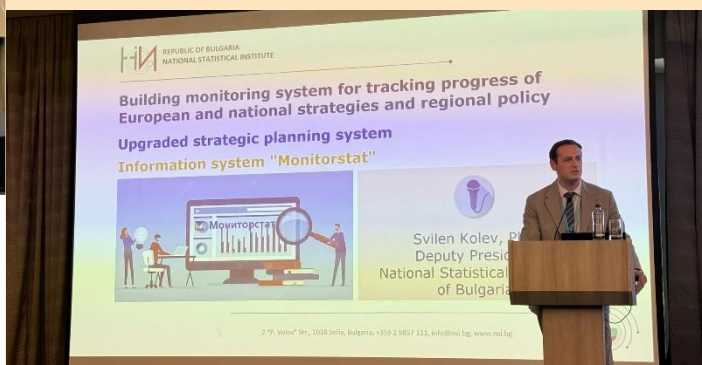 REPUBLIC OF BULGARIA
NATIONAL STATISTICAL INSTITUTE
Building monitoring system for tracking progress of
European and national strategies and regional policy
Upgraded strategic planning system
Information system "Monitorstat"
Мониторстат
Svilen Kolev,
Deputy
National Statistical
of Bulgaria
2 "P. Volov" Str., 1038 Sofia, Bulgaria, +359 2 9857 111, info@nsi.bg, www.nsi.bg